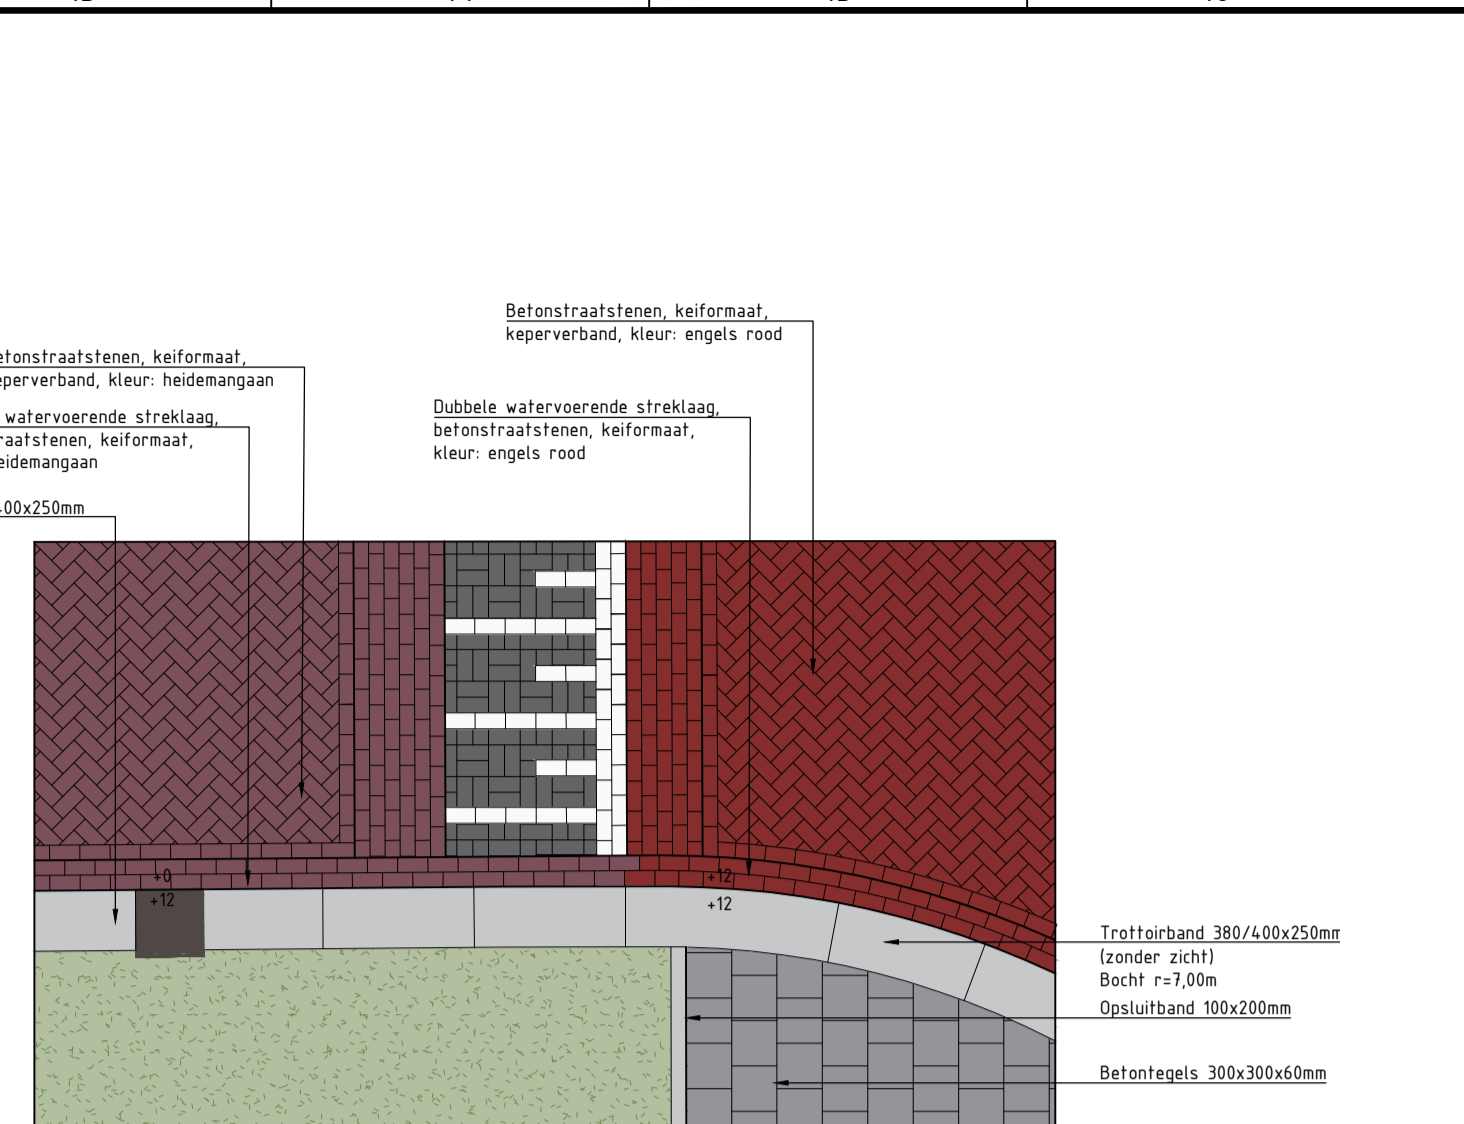 Betonstraatstenen, keiformaat,
keperverband, kleur: engels rood
etonstraatstenen, keiformaat,
eperverband, kleur: heidemangaan
watervoerende streklaag,
raatstenen, keiformaat,
eidemangaan
Dubbele watervoerende streklaag,
betonstraatstenen, keiformaat,
kleur: engels rood
400x250mm
+0
+12
+12
+12
Trottoirband 380/400x250mm
(zonder zicht)
Bocht r=7,00m
Opsluitband 100x200mm
Betontegels 300x300x60mm